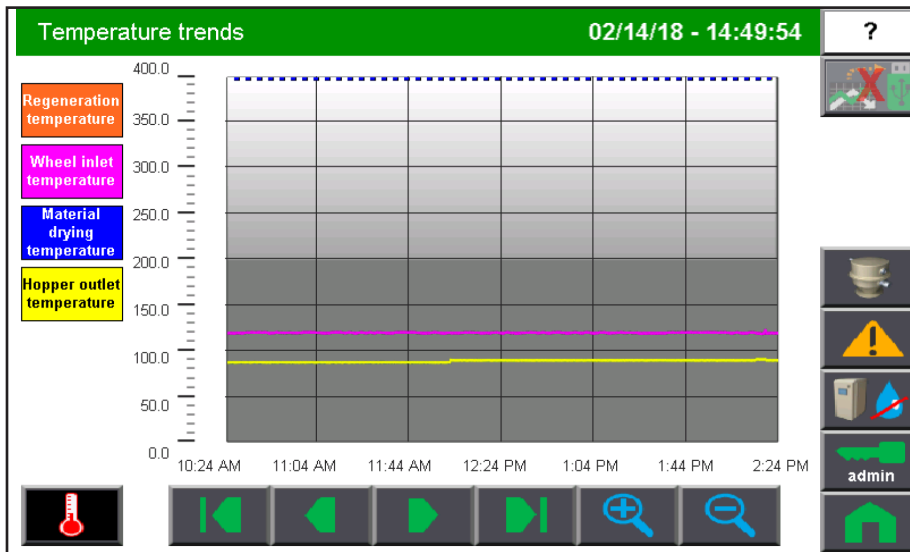 Temperature trends
02/14/18 - 14:49:54
?
Regeneration
temperature
Wheel inlet
temperature
Material
drying
temperature
Hopper outlet
temperature
400.0
350.0
300.0
250.0
200.0
150.0
100.0
50.0
0.0
10:24 AM
11:04 AM
11:44 AM
12:24 PM
1:04 PM
1:44 PM
2:24 PM
admin